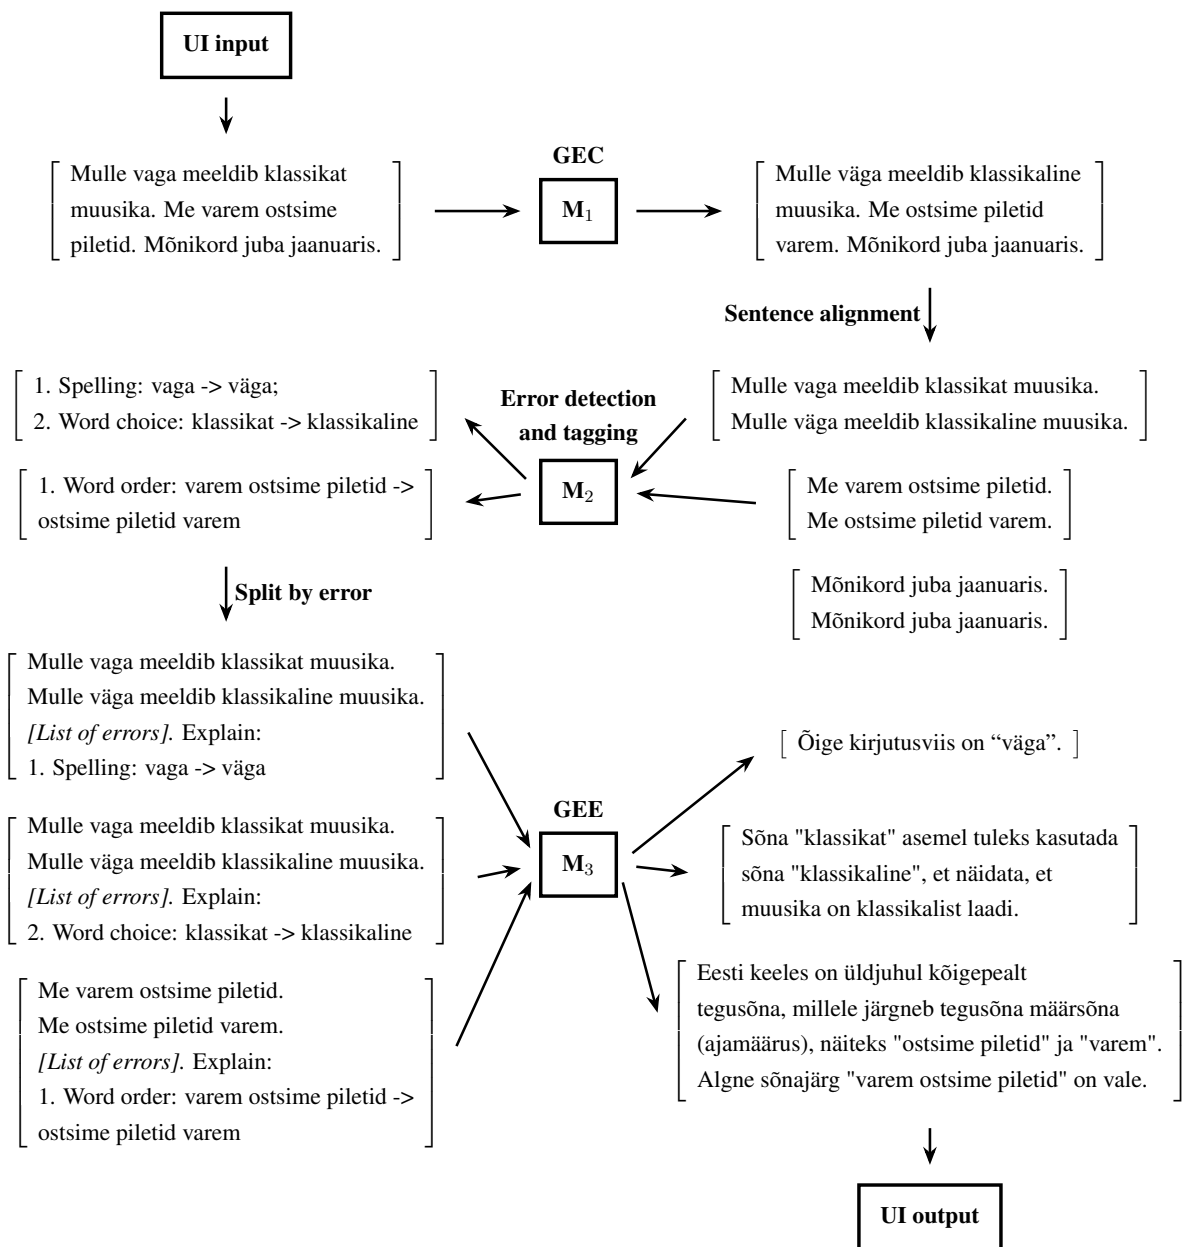 UI input
Mulle vaga meeldib klassikat
muusika. Me varem ostsime
piletid. Mõnikord juba jaanuaris.
GEC
M1
Mulle väga meeldib klassikaline
muusika. Me ostsime piletid
varem. Mõnikord juba jaanuaris.
Sentence alignment
Mulle vaga meeldib klassikat muusika.
Mulle väga meeldib klassikaline muusika.
Me varem ostsime piletid.
Me ostsime piletid varem.
Mõnikord juba jaanuaris.
Mõnikord juba jaanuaris.
Error detection
and tagging
M2
1. Spelling: vaga -> väga;
2. Word choice: klassikat -> klassikaline
1. Word order: varem ostsime piletid ->
ostsime piletid varem
Split by error
Mulle vaga meeldib klassikat muusika.
Mulle väga meeldib klassikaline muusika.
[List of errors]. Explain:
1. Spelling: vaga -> väga
Mulle vaga meeldib klassikat muusika.
Mulle väga meeldib klassikaline muusika.
[List of errors]. Explain:
2. Word choice: klassikat -> klassikaline
Me varem ostsime piletid.
Me ostsime piletid varem.
[List of errors]. Explain:
1. Word order: varem ostsime piletid ->
ostsime piletid varem
GEE
M3
Õige kirjutusviis on “väga”.
Sõna "klassikat" asemel tuleks kasutada
sõna "klassikaline", et näidata, et
muusika on klassikalist laadi.
Eesti keeles on üldjuhul kõigepealt
tegusõna, millele järgneb tegusõna määrsõna
(ajamäärus), näiteks "ostsime piletid" ja "varem".
Algne sõnajärg "varem ostsime piletid" on vale.
UI output